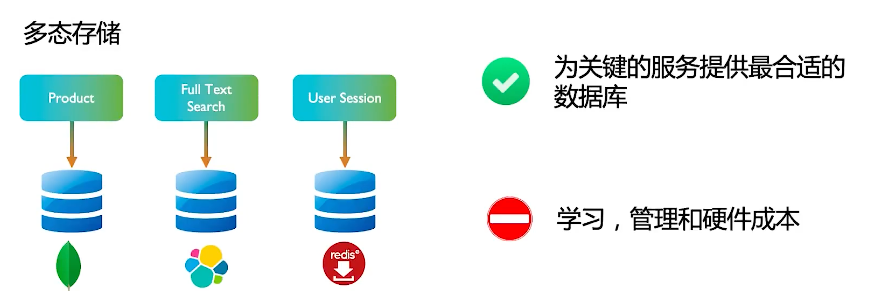 多态存储
Product
Full Text
Search
User Session
redis
为关键的服务提供最合适的
数据库
学习，管理和硬件成本